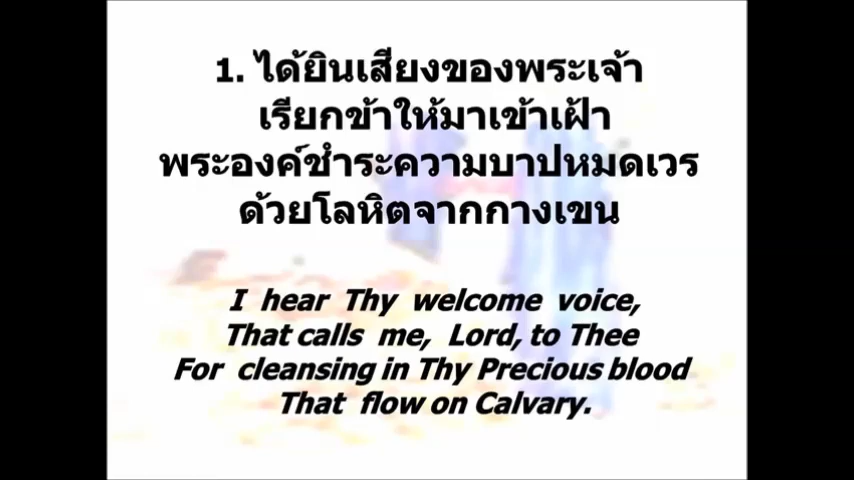 1. ได้ยินเสียงของพระเจ้า
เรียกข้าให้มาเข้าเฝ้า
พระองค์ชำระความบาปหมดเวร
ด้วยโลหิตจากกางเขน
I hear Thy welcome voice,
That calls me, Lord, to Thee
For cleansing in Thy Precious blood
That flow on Calvary.